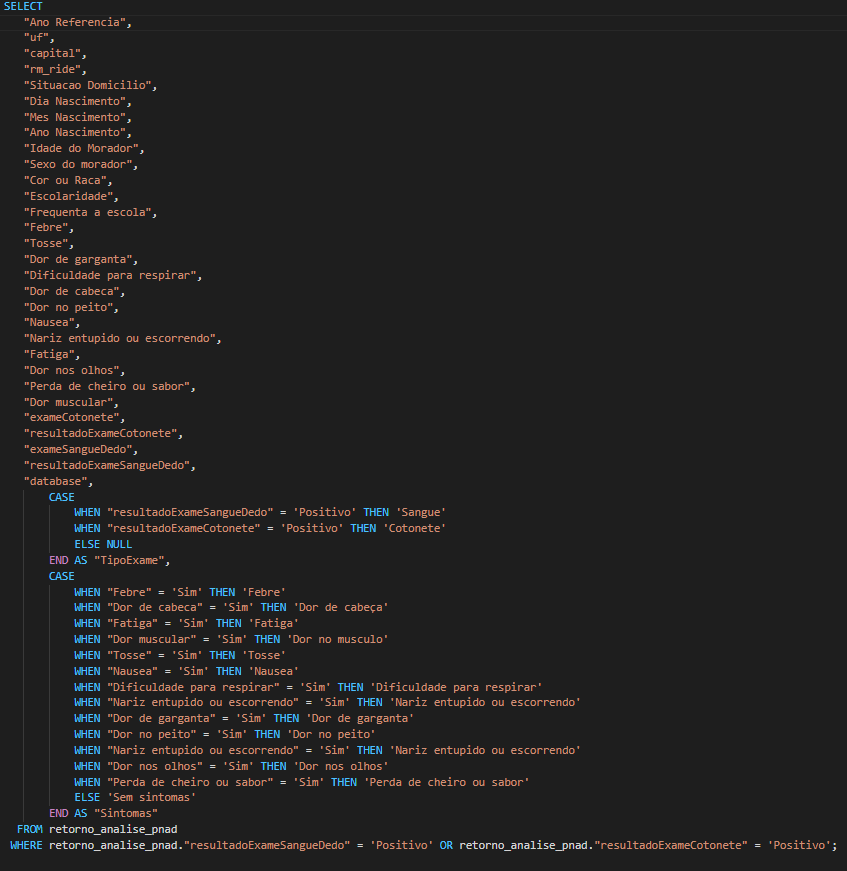 SELECT
"Ano Referencia",
"uf",
"capital",
"rm_ride",
"Situacao Domicilio",
"Dia Nascimento",
"Mes Nascimento",
"Ano Nascimento",
"Idade do Morador",
"Sexo do morador",
"Cor ou Raca",
"Escolaridade",
"Frequenta a escola",
"Febre",
"Tosse",
"Dor de garganta",
"Dificuldade para respirar",
"Dor de cabeca",
"Dor no peito",
"Nausea",
"Nariz entupido ou escorrendo",
"Fatiga",
"Dor nos olhos",
"Perda de cheiro ou sabor",
"Dor muscular",
"exameCotonete",
"resultadoExameCotonete",
"exameSangueDedo",
"resultadoExameSangueDedo",
"database",
CASE
WHEN "resultadoExameSangueDedo" = 'Positivo' THEN 'Sangue'
WHEN "resultadoExameCotonete" = 'Positivo' THEN 'Cotonete'
ELSE NULL
END AS "TipoExame",
CASE
WHEN "Febre" = 'Sim' THEN 'Febre'
WHEN "Dor de cabeca" = 'Sim' THEN 'Dor de cabeça'
WHEN "Fatiga" = 'Sim' THEN 'Fatiga'
WHEN "Dor muscular" = 'Sim' THEN 'Dor no musculo'
WHEN "Tosse" = 'Sim' THEN 'Tosse'
WHEN "Nausea" = 'Sim' THEN 'Nausea'
WHEN "Dificuldade para respirar" = 'Sim' THEN 'Dificuldade para respirar'
WHEN "Nariz entupido ou escorrendo" = 'Sim' THEN 'Nariz entupido ou escorrendo'
WHEN "Dor de garganta" = 'Sim' THEN 'Dor de garganta'
WHEN "Dor no peito" = 'Sim' THEN 'Dor no peito'
WHEN "Nariz entupido ou escorrendo" = 'Sim' THEN 'Nariz entupido ou escorrendo'
WHEN "Dor nos olhos" = 'Sim' THEN 'Dor nos olhos'
WHEN "Perda de cheiro ou sabor" = 'Sim' THEN 'Perda de cheiro ou sabor'
ELSE 'Sem sintomas'
END AS "Sintomas"
FROM retorno_analise_pnad
WHERE retorno_analise_pnad."resultadoExameSangueDedo" = 'Positivo' OR retorno_analise_pnad."resultadoExameCotonete" = 'Positivo';